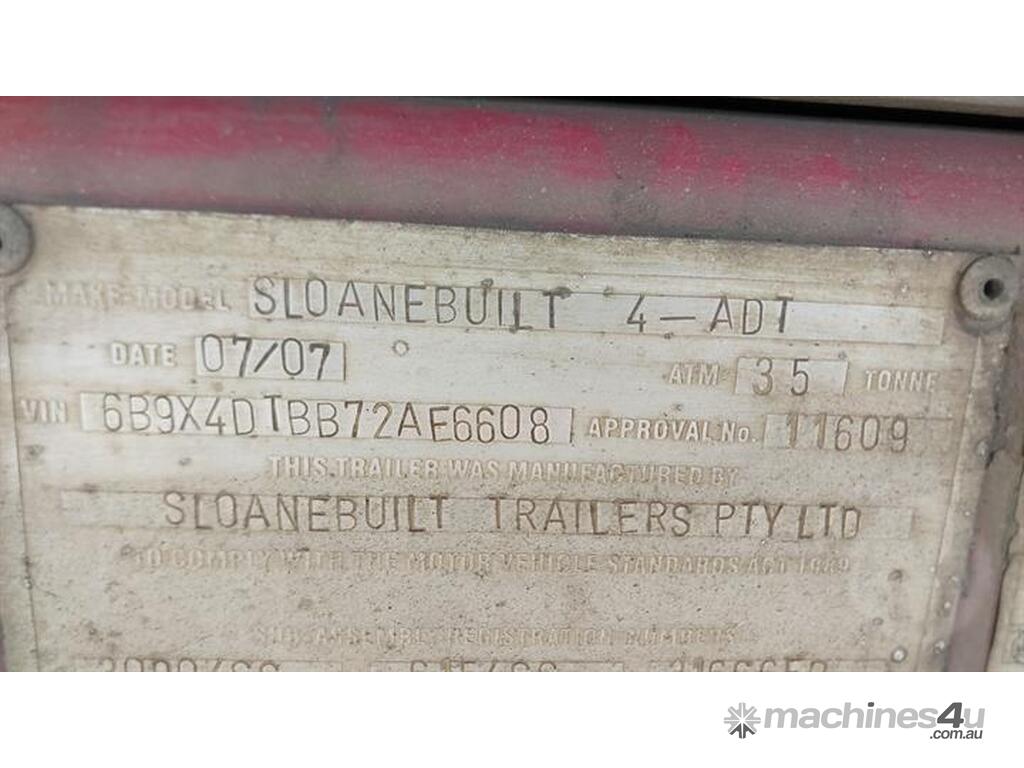 MAKE-MODEL SLOANEBUILT 4-ADT
DATE 07/07 ATM 35 TONNE
VIN 6B9X4DTBB72AE6608 APPROVAL No. 11609
THIS TRAILER WAS MANUFACTURED BY
SLOANEBUILT TRAILERS PTY LTD
TO COMPLY WITH THE MOTOR VEHICLE STANDARDS ACT 1989
SUB-ASSEMBLY REGISTRATION NUMBERS
machines4u
.com.au